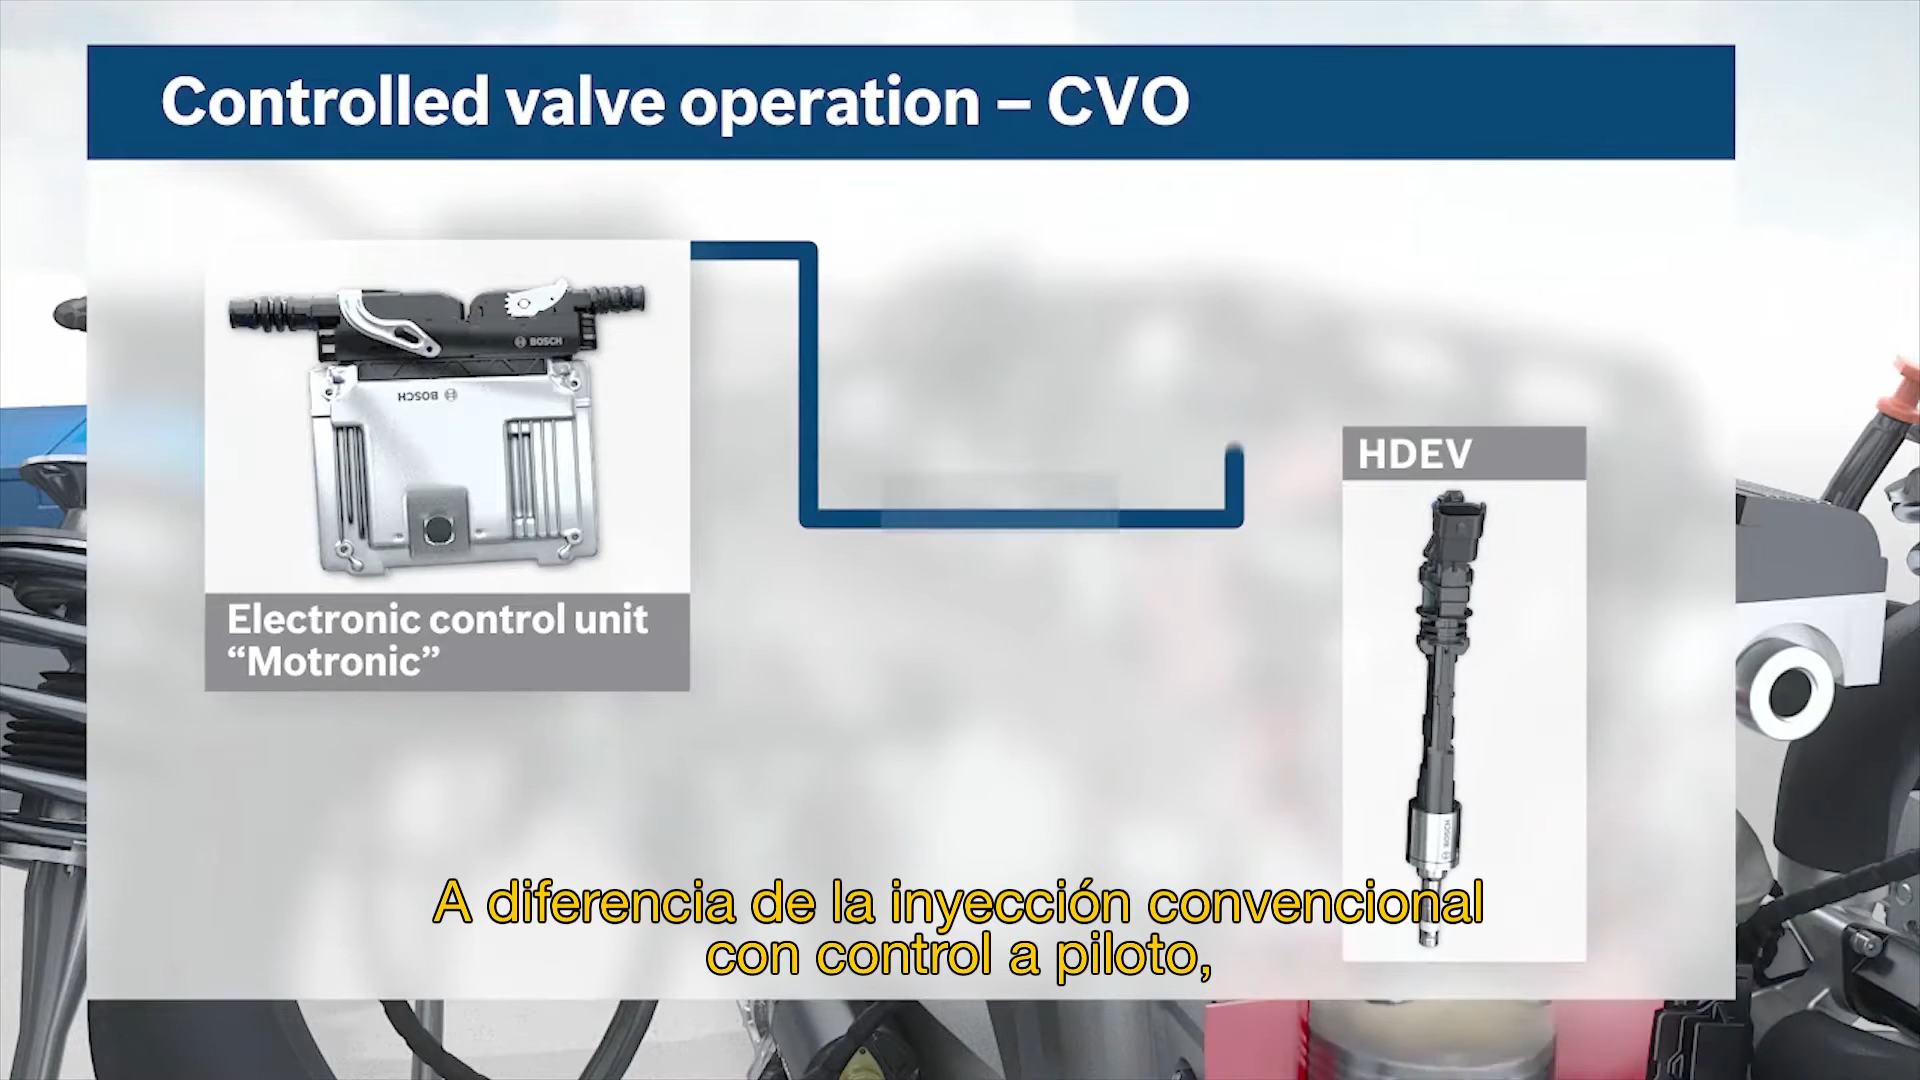 Controlled valve operation – CVO
BOSCH
BOSCH
Electronic control unit
“Motronic”
HDEV
BOSCH
A diferencia de la inyección convencional
con control a piloto,